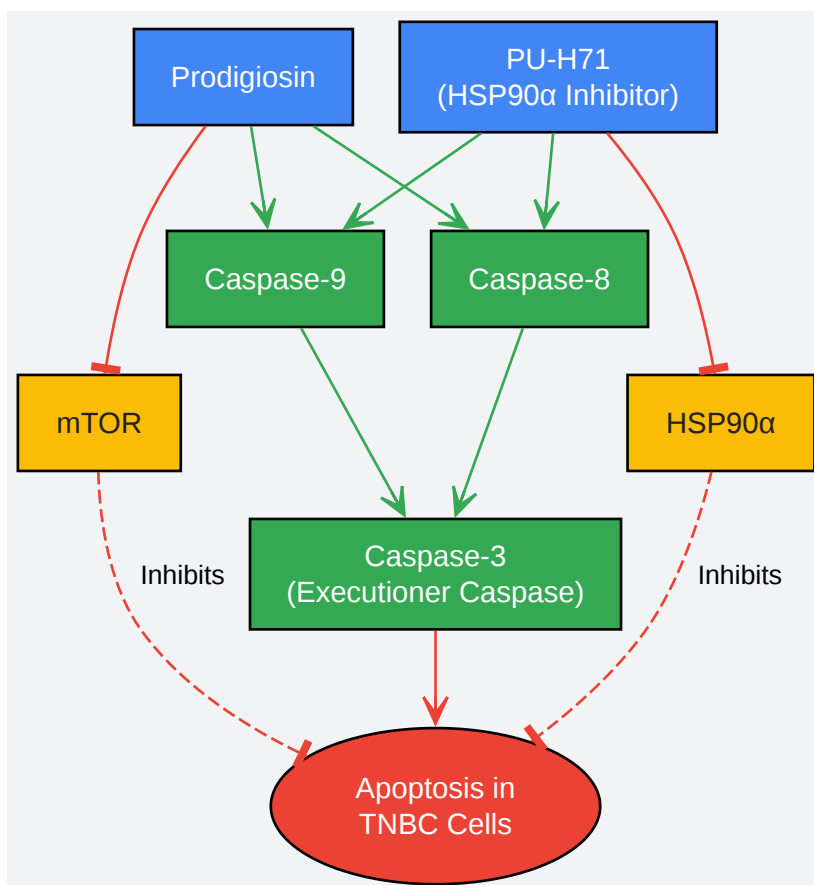 Prodigiosin
PU-H71
(HSP90α Inhibitor)
Caspase-9
Caspase-8
mTOR
HSP90α
Caspase-3
(Executioner Caspase)
Inhibits
Inhibits
Apoptosis in
TNBC Cells